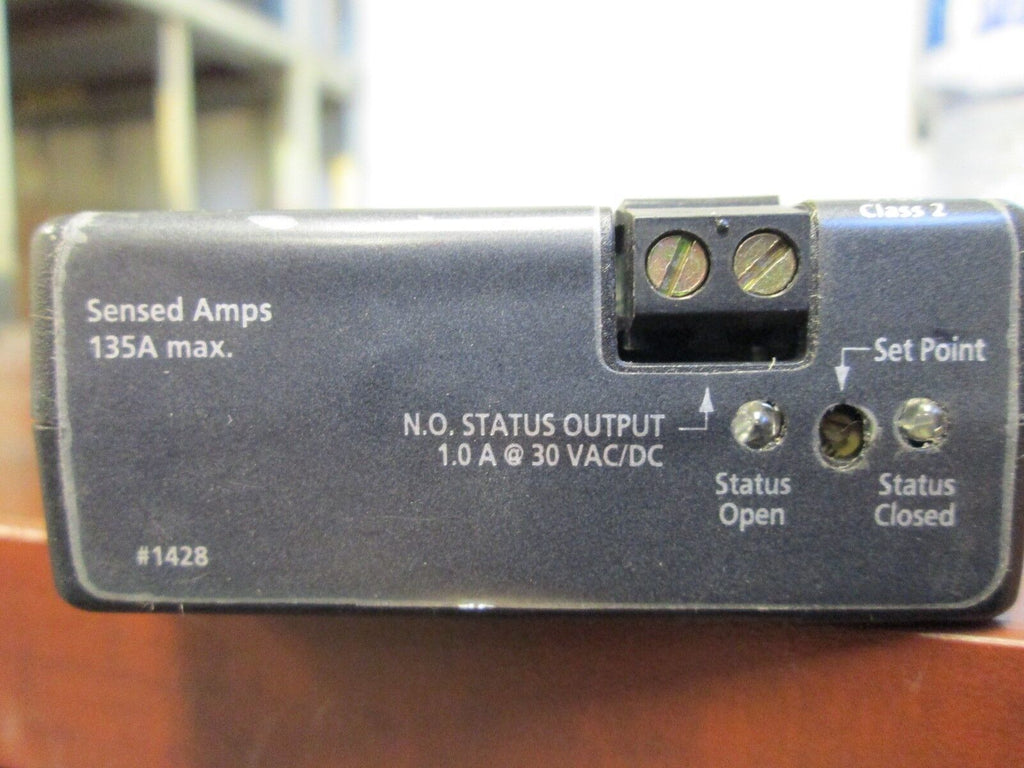 Class 2
Sensed Amps
135A max.
Set Point
N.O. STATUS OUTPUT
1.0 A @ 30 VAC/DC
Status
Open
Status
Closed
#1428